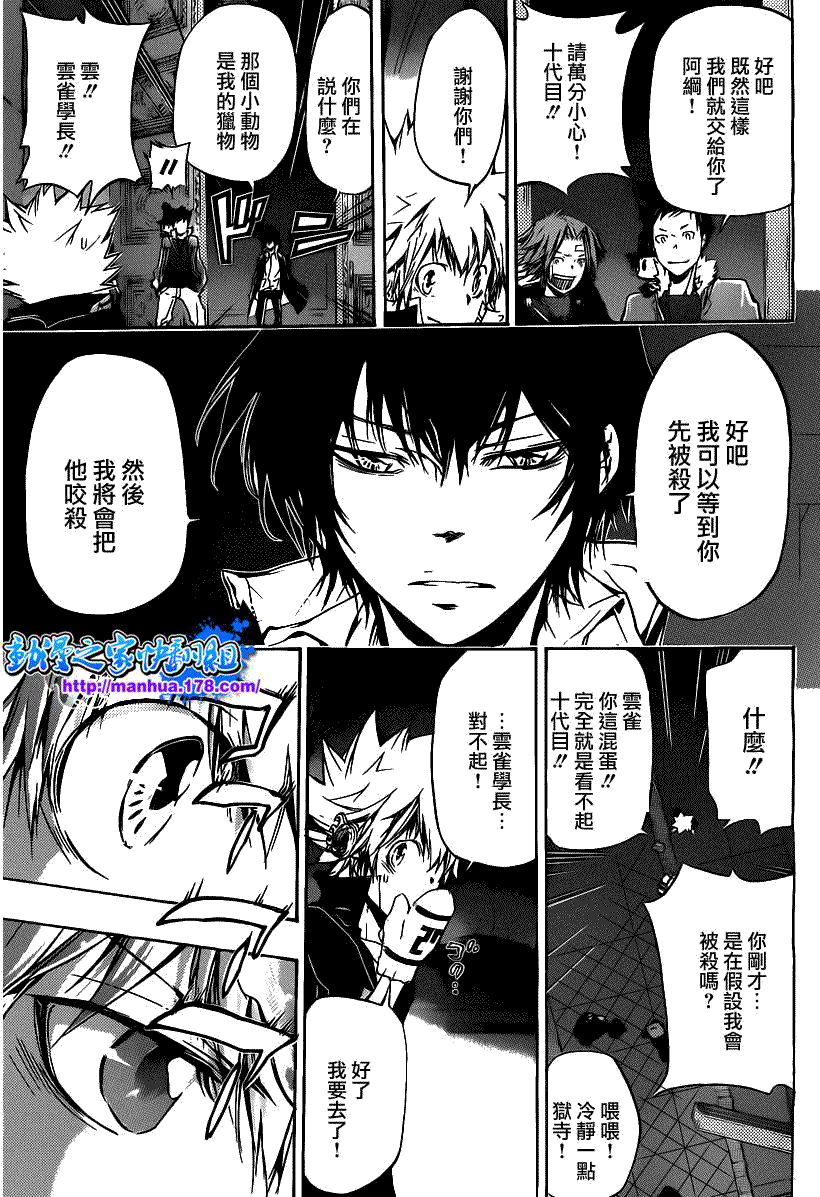 好吧
既然這樣
我們就交給你了
阿綱！
請萬分小心！
十代目!!
謝謝你們！
你們在
説什麼？
那個小動物
是我的獵物
雲!!
雲雀學長!!
ドーン
好吧
我可以等到你
先被殺了
然後
我將會把
他咬殺
動漫之家快翻組
http://manhua.178.com/
什麼!!
雲雀
你這混蛋!!
完全就是看不起
十代目!!
你剛才…
是在假設我會
被殺嗎？
喂喂！
冷靜一點
獄寺！
…雲雀學長…
對不起！
27
好了
我要去了！